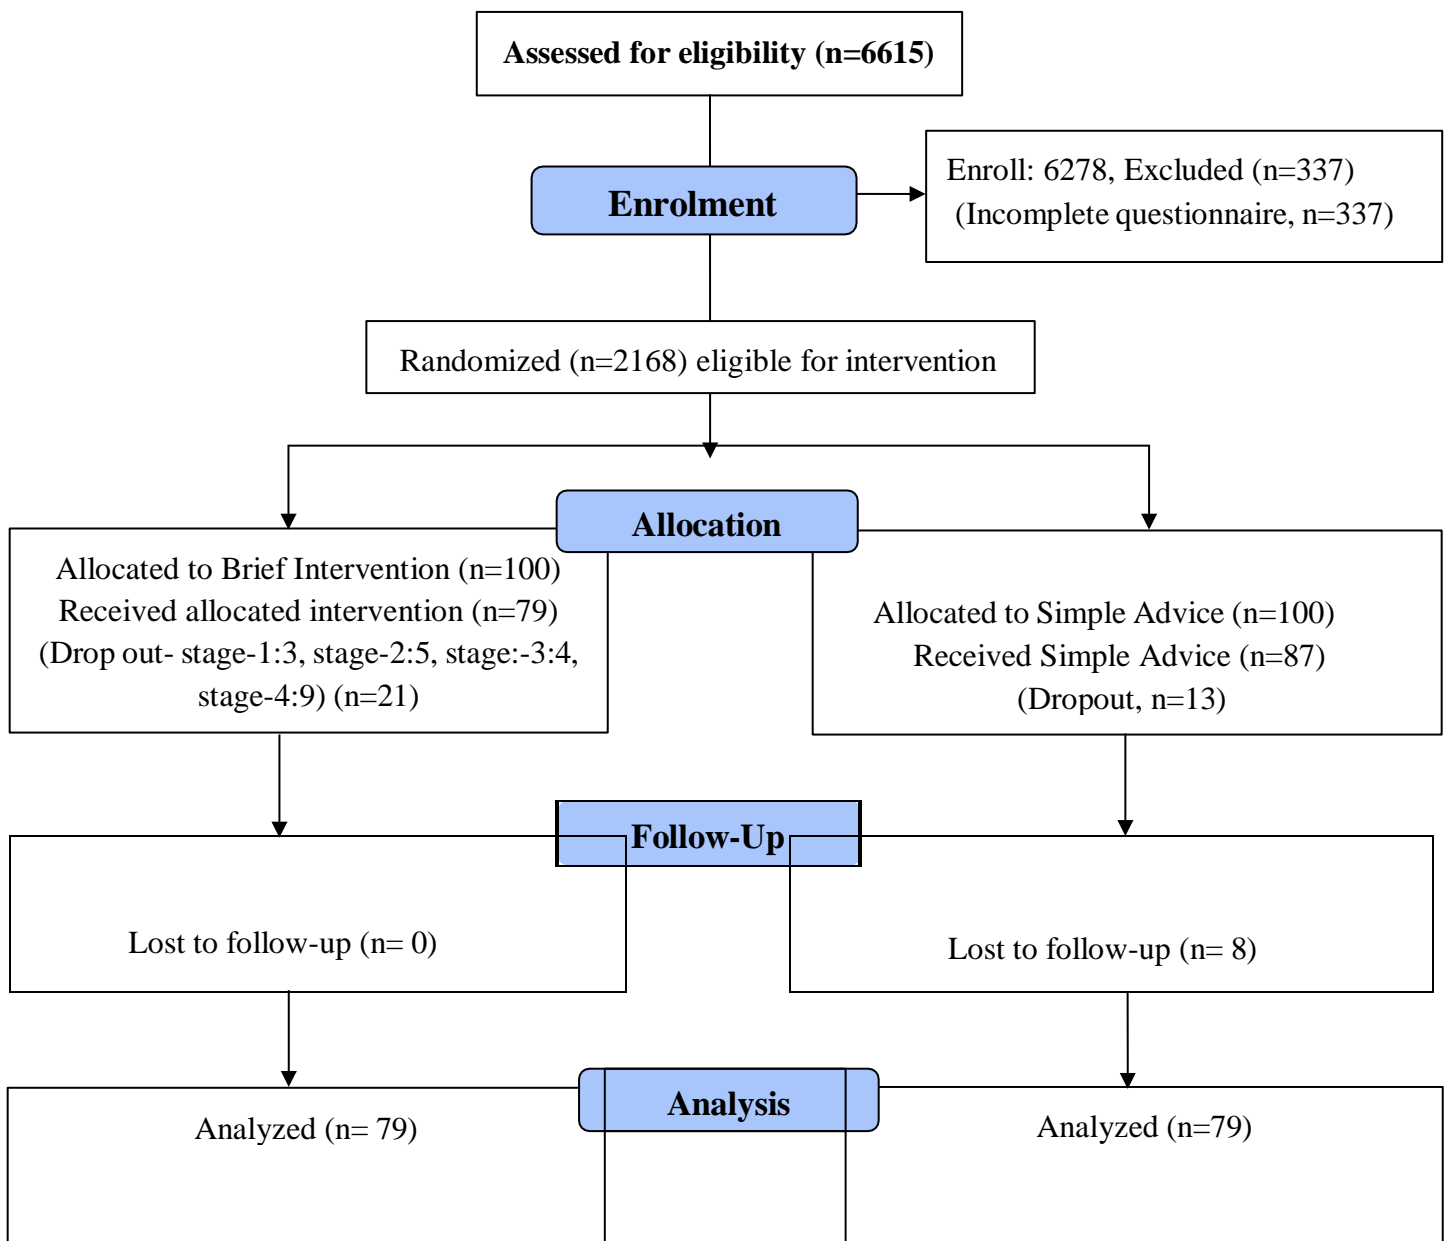 Assessed for eligibility (n=6615)
Enroll: 6278, Excluded (n=337)
(Incomplete questionnaire, n=337)
Enrolment
Randomized (n=2168) eligible for intervention
Allocation
Allocated to Brief Intervention (n=100)
Received allocated intervention (n=79)
(Drop out- stage-1:3, stage-2:5, stage:-3:4,
stage-4:9) (n=21)
Allocated to Simple Advice (n=100)
Received Simple Advice (n=87)
(Dropout, n=13)
Follow-Up
Lost to follow-up (n= 0)
Lost to follow-up (n= 8)
Analysis
Analyzed (n= 79)
Analyzed (n=79)